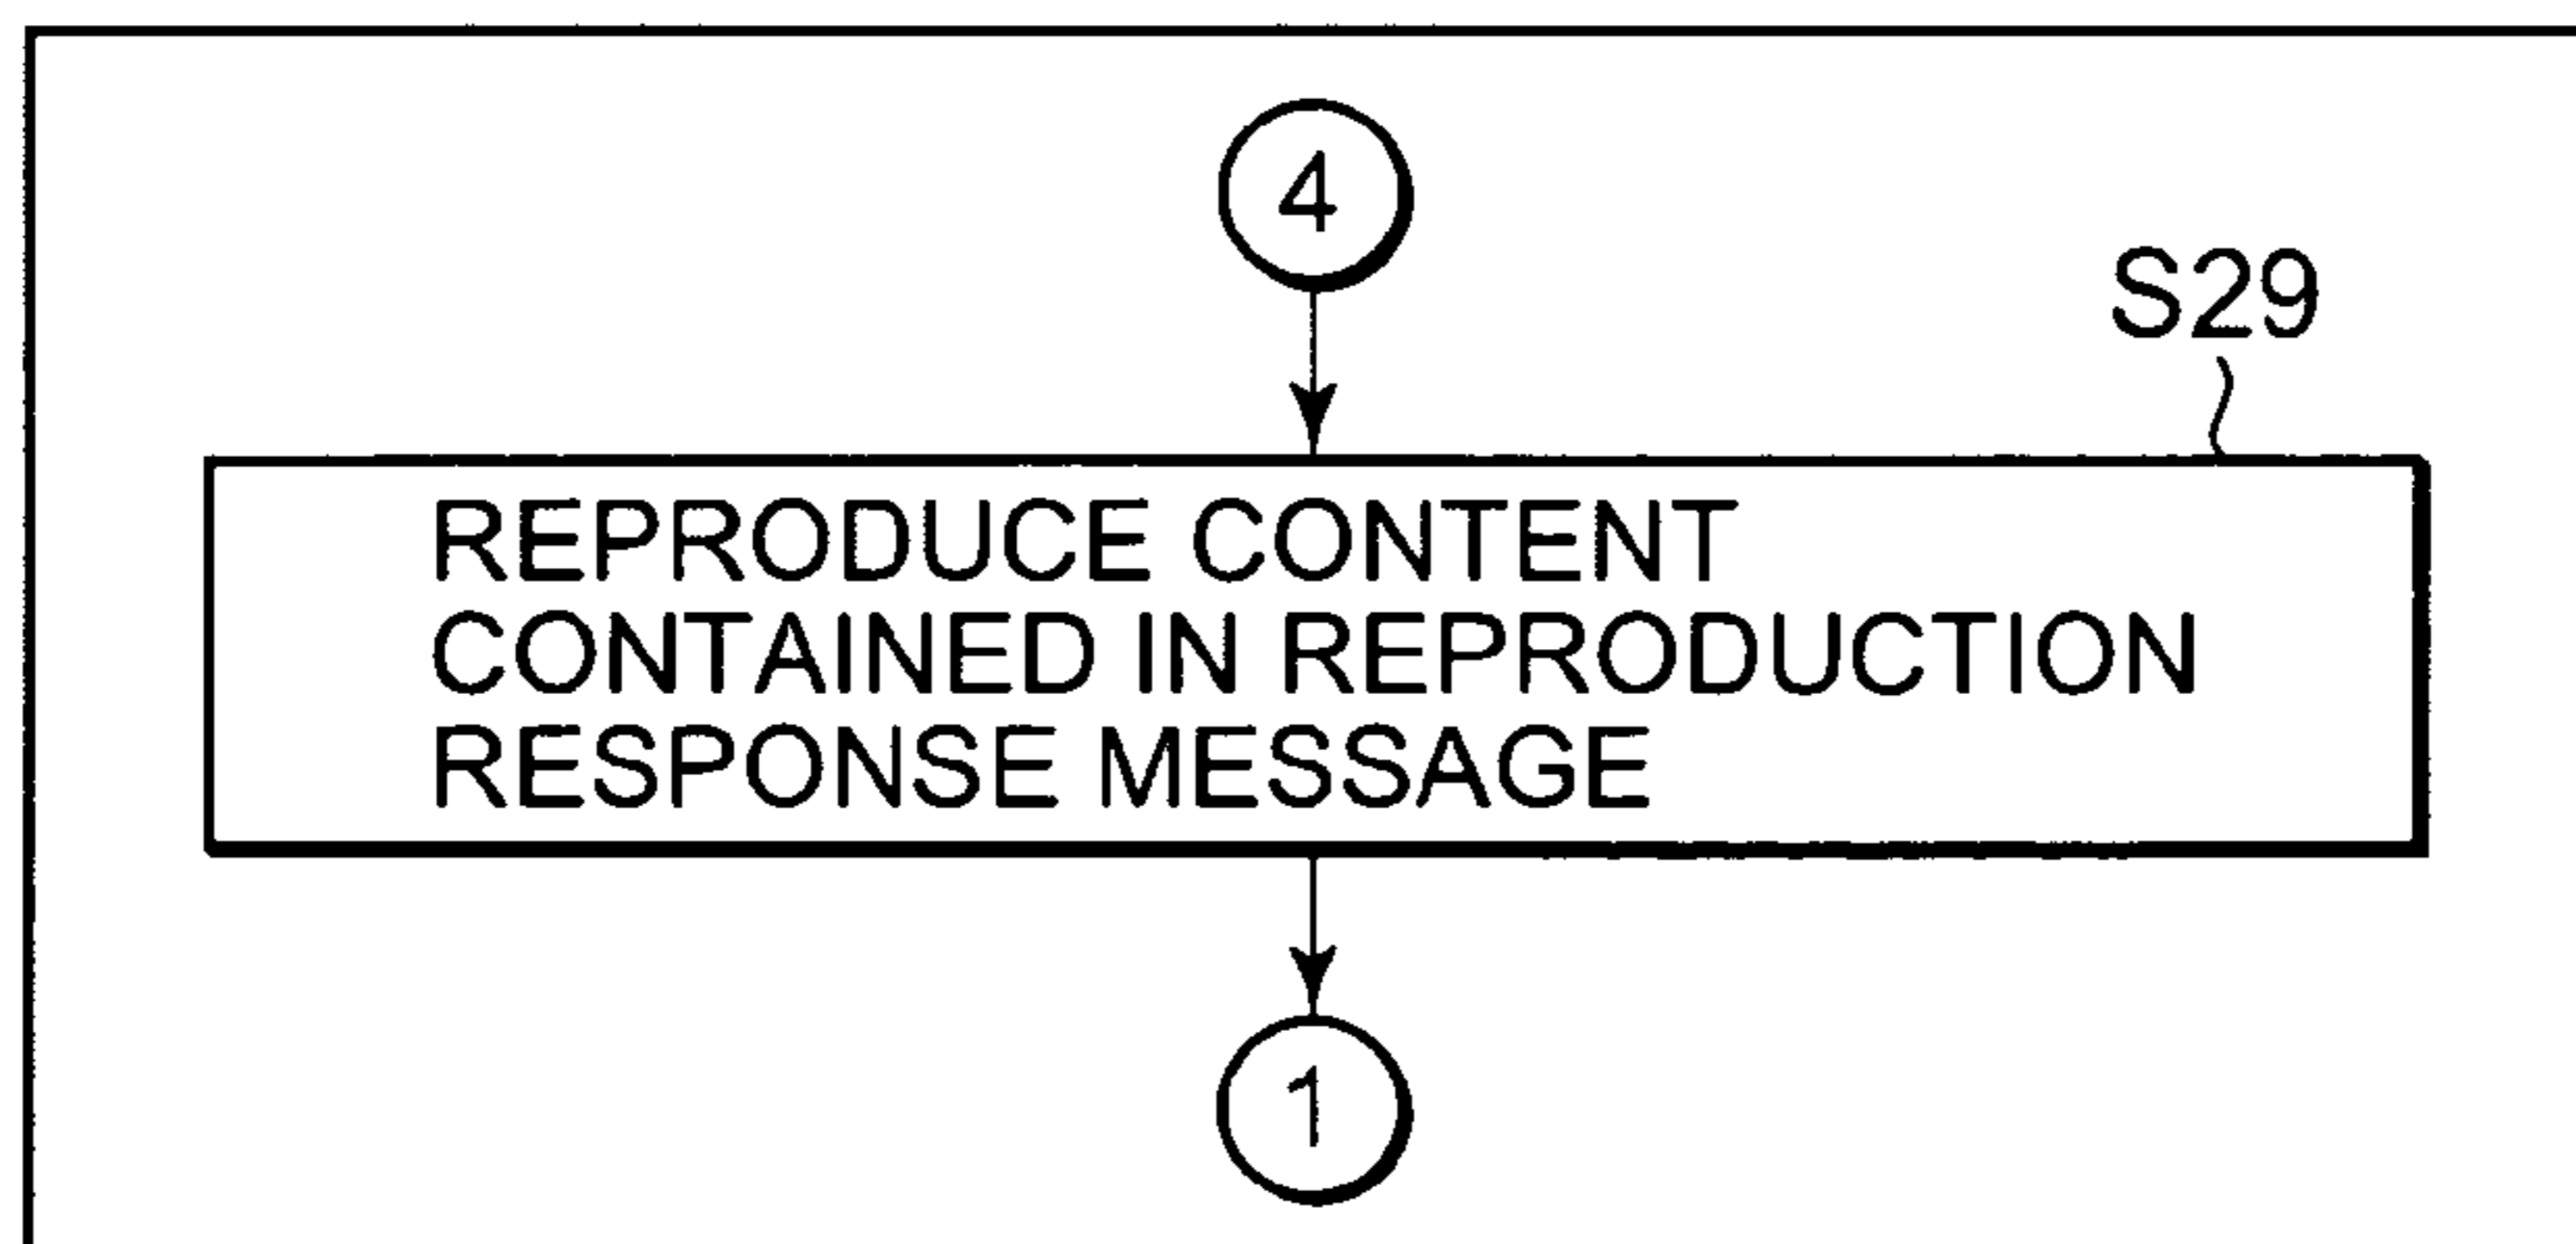 4
S29
REPRODUCE CONTENT
CONTAINED IN REPRODUCTION
RESPONSE MESSAGE
1